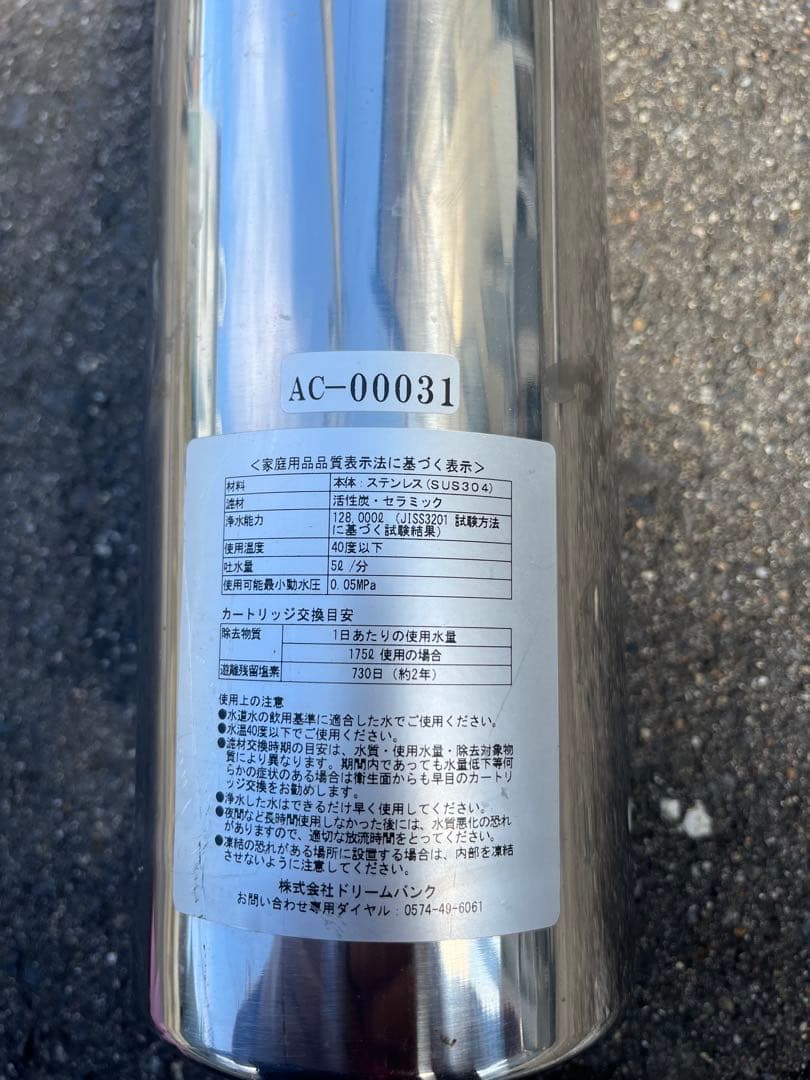 AC-00031
＜家庭用品品質表示法に基づく表示＞
材料 本体：ステンレス(SUS304)
濾材 活性炭・セラミック
浄水能力 128,000ℓ (JISS3201 試験方法
に基づく試験結果)
使用温度 40度以下
吐水量 5ℓ/分
使用可能最小動水圧 0.05MPa
カートリッジ交換目安
除去物質 1日あたりの使用水量
175ℓ 使用の場合
遊離残留塩素 730日（約2年）
使用上の注意
●水道水の飲用基準に適合した水でご使用ください。
●水温40度以下でご使用ください。
●濾材交換時期の目安は、水質・使用水量・除去対象物
質により異なります。期間内であっても水量低下等何
らかの症状のある場合は衛生面からも早目のカートリ
ッジ交換をお勧めします。
●浄水した水はできるだけ早く使用してください。
●夜間など長時間使用しなかった後には、水質悪化の恐れ
がありますので、適切な放流時間をとってください。
●凍結の恐れがある場所に設置する場合は、内部を凍結
させないように注意してください。
株式会社ドリームバンク
お問い合わせ専用ダイヤル：0574-49-6061